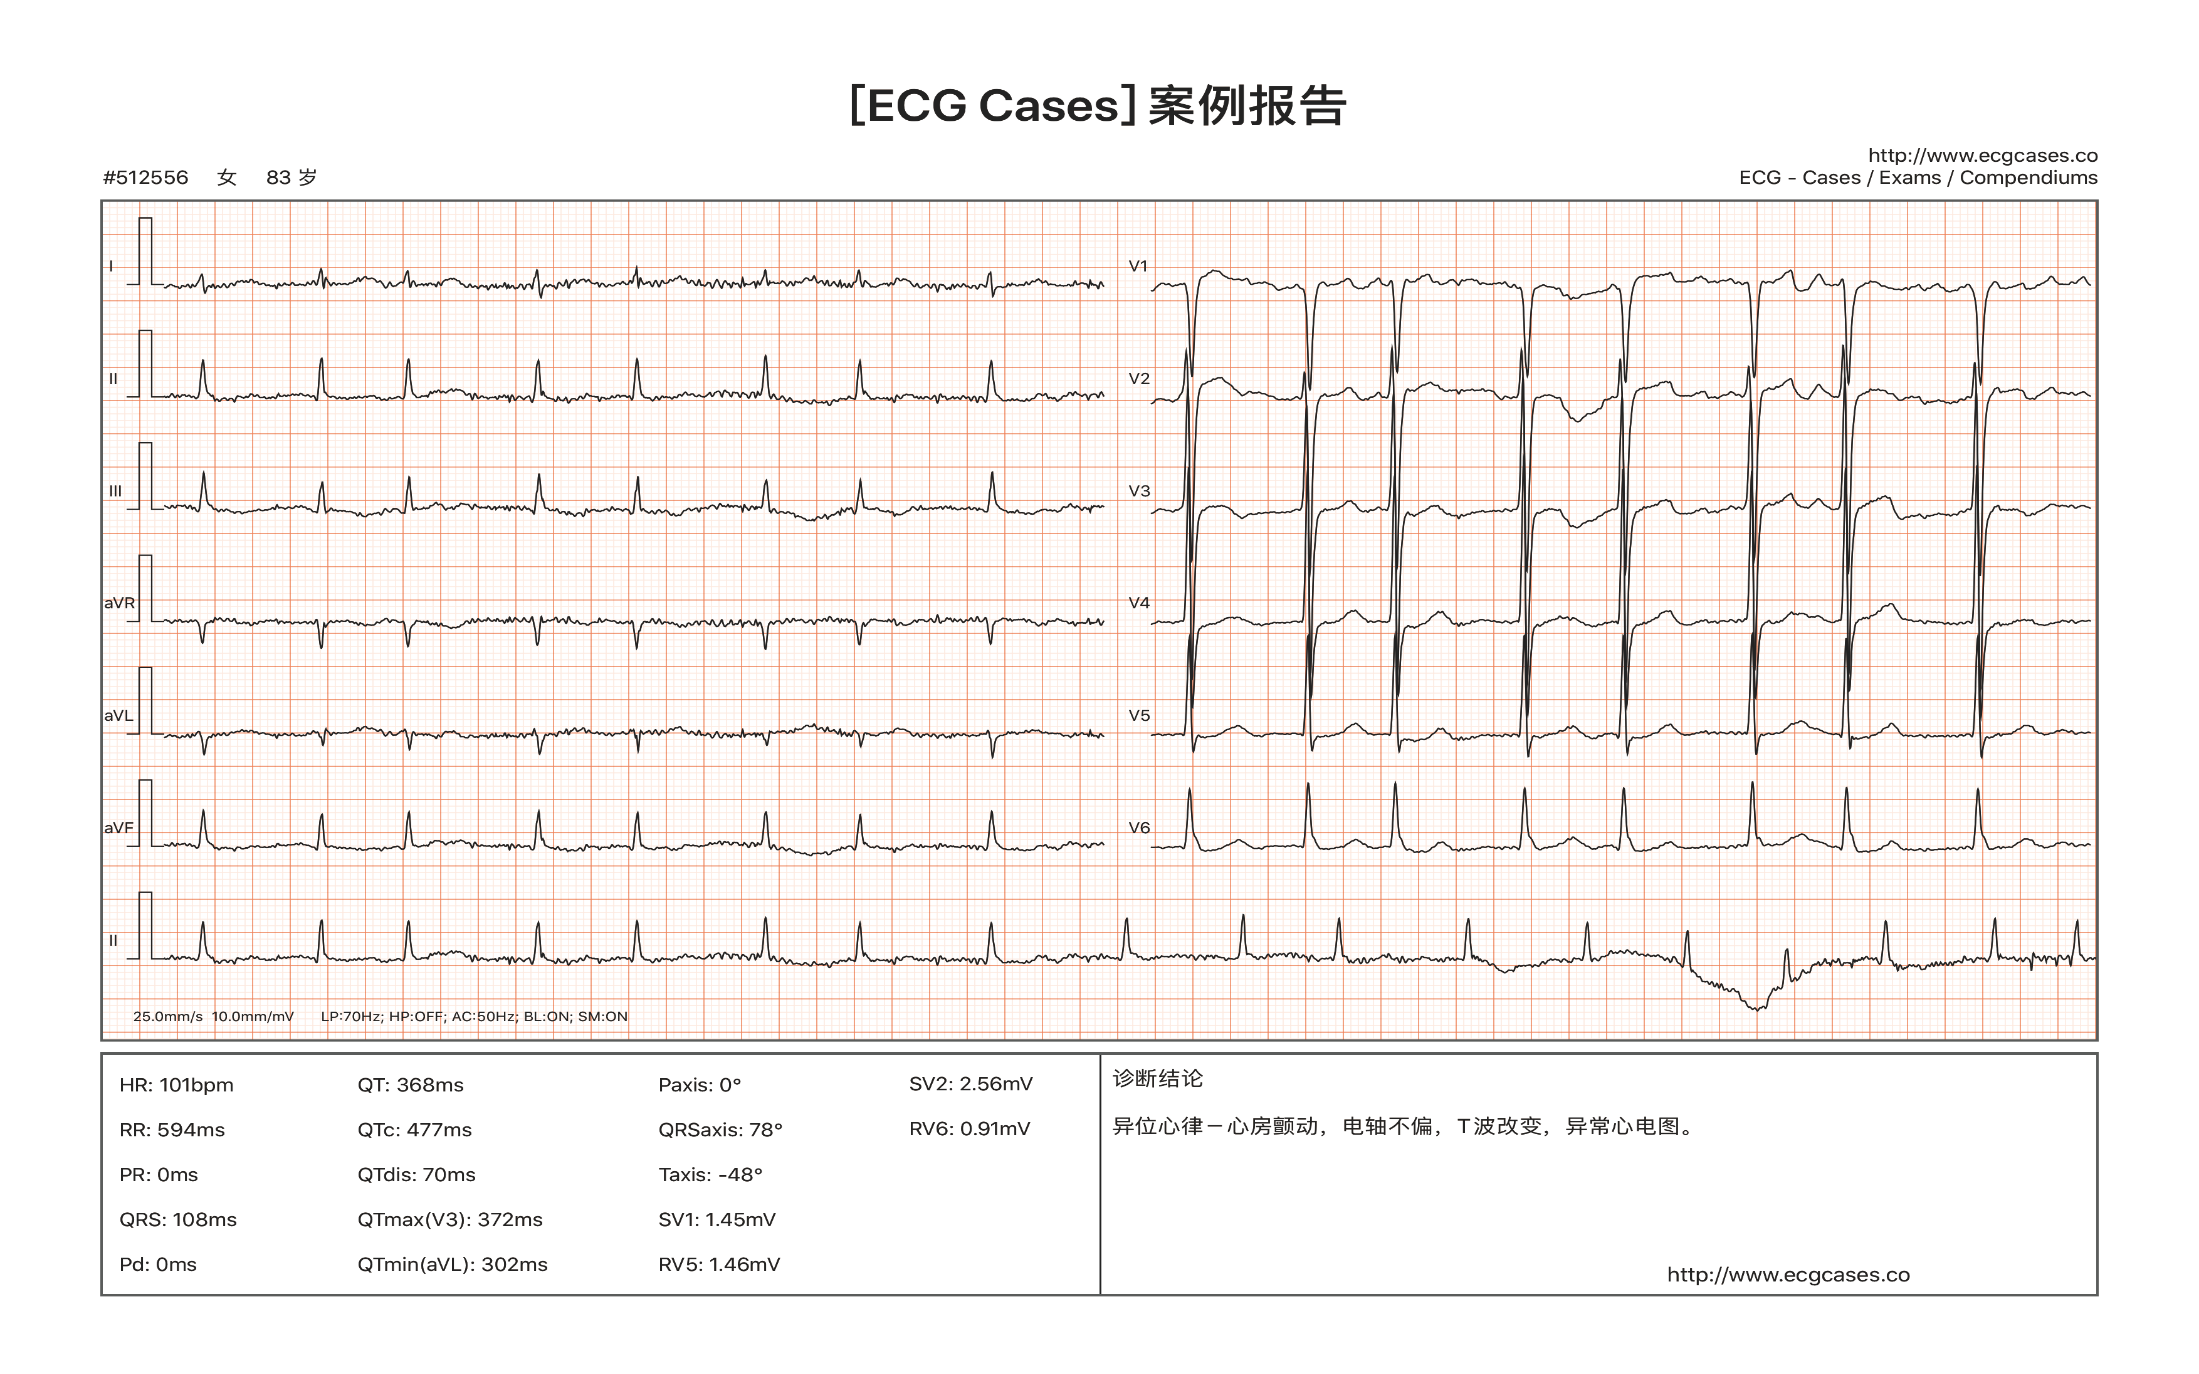 [ECG Cases] 案例报告
http://www.ecgcases.co
#512556 女 83 岁
ECG - Cases / Exams / Compendiums
I
V1
II
V2
III
V3
aVR
V4
aVL
V5
aVF
V6
II
25.0mm/s 10.0mm/mV LP:70Hz; HP:OFF; AC:50Hz; BL:ON; SM:ON
HR: 101bpm
QT: 368ms
Paxis: 0°
SV2: 2.56mV
RR: 594ms
QTc: 477ms
QRSaxis: 78°
RV6: 0.91mV
PR: 0ms
QTdis: 70ms
Taxis: -48°
QRS: 108ms
QTmax(V3): 372ms
SV1: 1.45mV
Pd: 0ms
QTmin(aVL): 302ms
RV5: 1.46mV
诊断结论
异位心律－心房颤动，电轴不偏，T波改变，异常心电图。
http://www.ecgcases.co